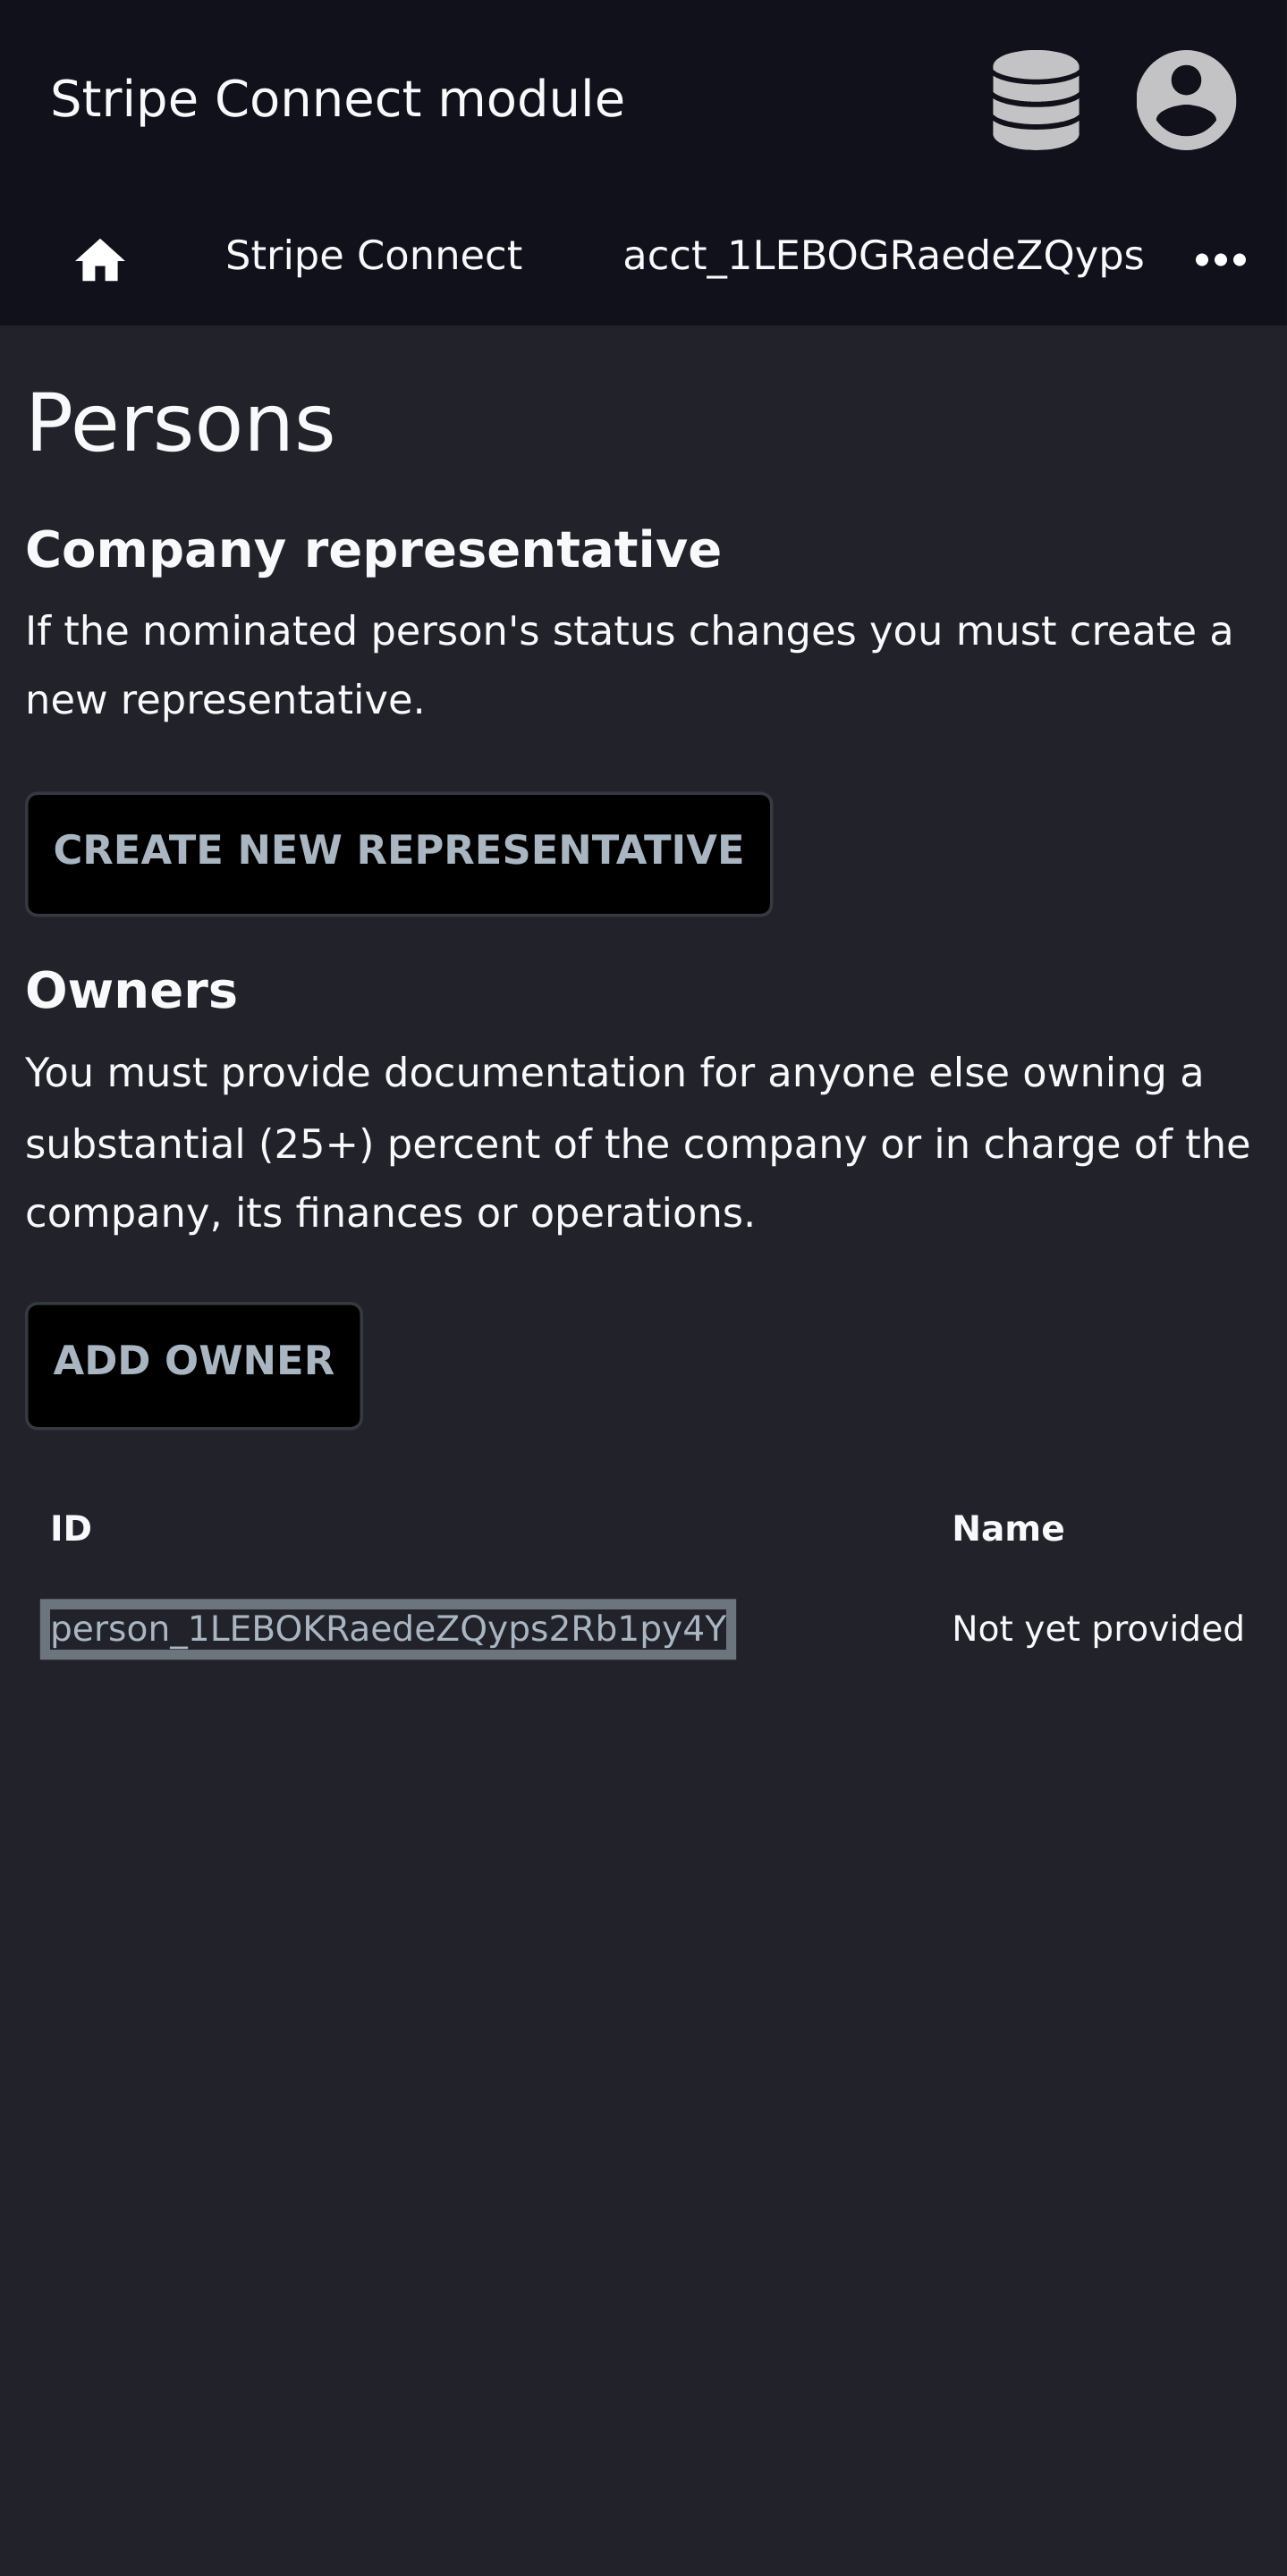 Stripe Connect module
Stripe Connect acct_1LEBOGRaedeZQyps
Persons
Company representative
If the nominated person's status changes you must create a
new representative.
CREATE NEW REPRESENTATIVE
Owners
You must provide documentation for anyone else owning a
substantial (25+) percent of the company or in charge of the
company, its finances or operations.
ADD OWNER
ID Name
person_1LEBOKRaedeZQyps2Rb1py4Y Not yet provided